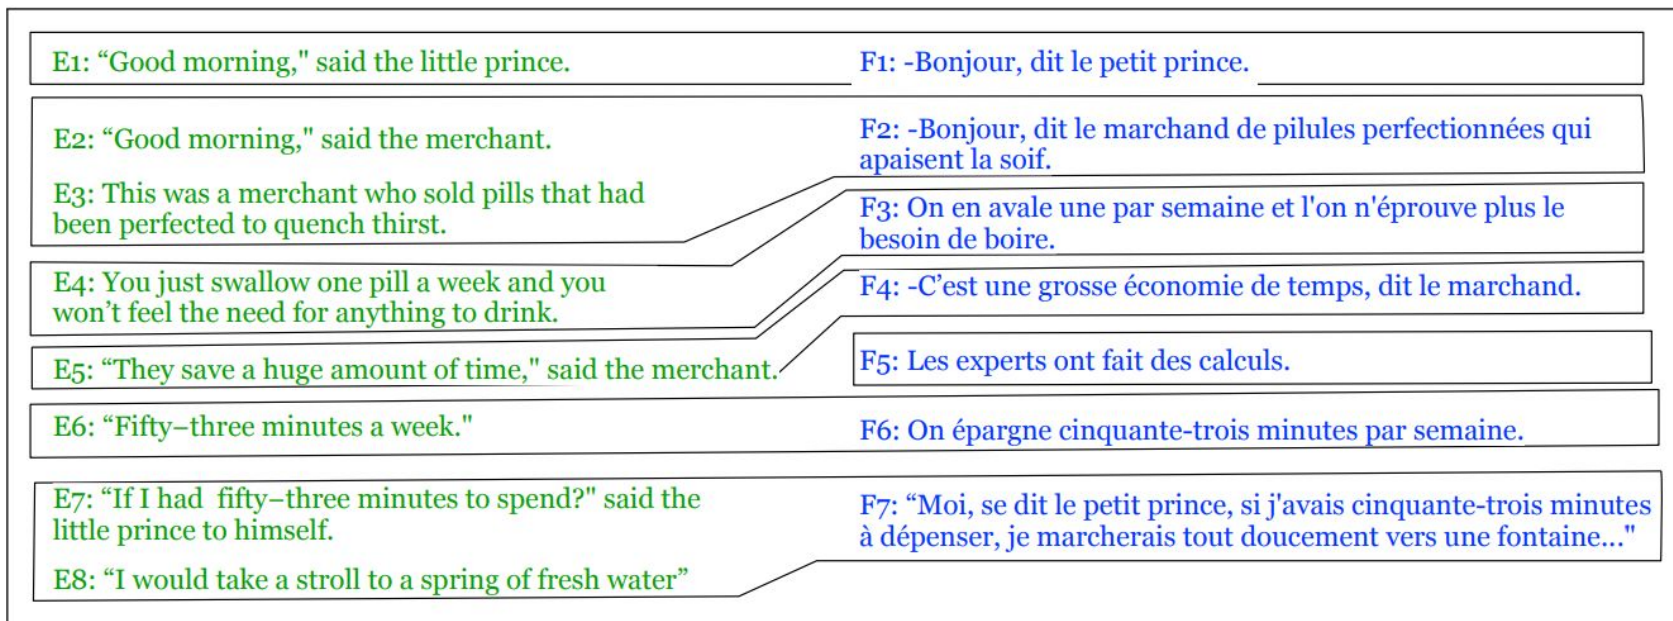 E1: “Good morning," said the little prince.
F1: -Bonjour, dit le petit prince.
E2: “Good morning," said the merchant.
F2: -Bonjour, dit le marchand de pilules perfectionnées qui
apaisent la soif.
E3: This was a merchant who sold pills that had
been perfected to quench thirst.
F3: On en avale une par semaine et l'on n'éprouve plus le
besoin de boire.
E4: You just swallow one pill a week and you
won’t feel the need for anything to drink.
F4: -C’est une grosse économie de temps, dit le marchand.
E5: “They save a huge amount of time," said the merchant.
F5: Les experts ont fait des calculs.
E6: “Fifty–three minutes a week."
F6: On épargne cinquante-trois minutes par semaine.
E7: “If I had  fifty–three minutes to spend?" said the
little prince to himself.
F7: “Moi, se dit le petit prince, si j'avais cinquante-trois minutes
à dépenser, je marcherais tout doucement vers une fontaine..."
E8: “I would take a stroll to a spring of fresh water”